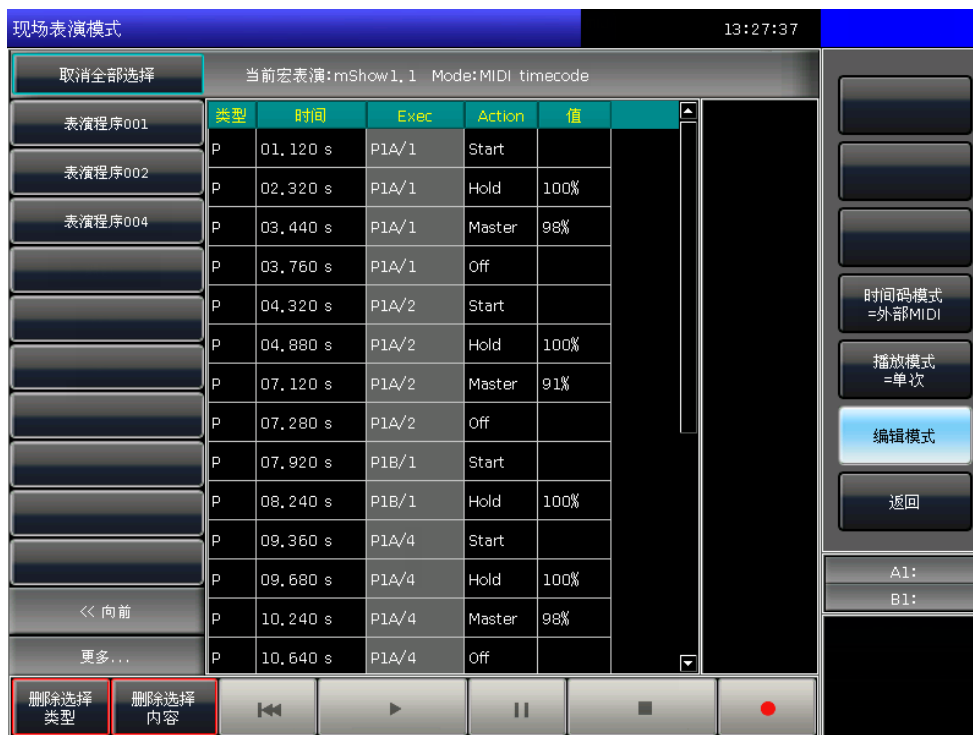 现场表演模式
13:27:37
取消全部选择
当前宏表演:mShow1.1 Mode:MIDI timecode
表演程序001
表演程序002
表演程序004
<< 向前
更多...
类型 时间 Exec Action 值
P 01.120 s P1A/1 Start
P 02.320 s P1A/1 Hold 100%
P 03.440 s P1A/1 Master 98%
P 03.760 s P1A/1 Off
P 04.320 s P1A/2 Start
P 04.880 s P1A/2 Hold 100%
P 07.120 s P1A/2 Master 91%
P 07.280 s P1A/2 Off
P 07.920 s P1B/1 Start
P 08.240 s P1B/1 Hold 100%
P 09.360 s P1A/4 Start
P 09.680 s P1A/4 Hold 100%
P 10.240 s P1A/4 Master 98%
P 10.640 s P1A/4 Off
时间码模式
=外部MIDI
播放模式
=单次
编辑模式
返回
A1:
B1:
删除选择
类型
删除选择
内容